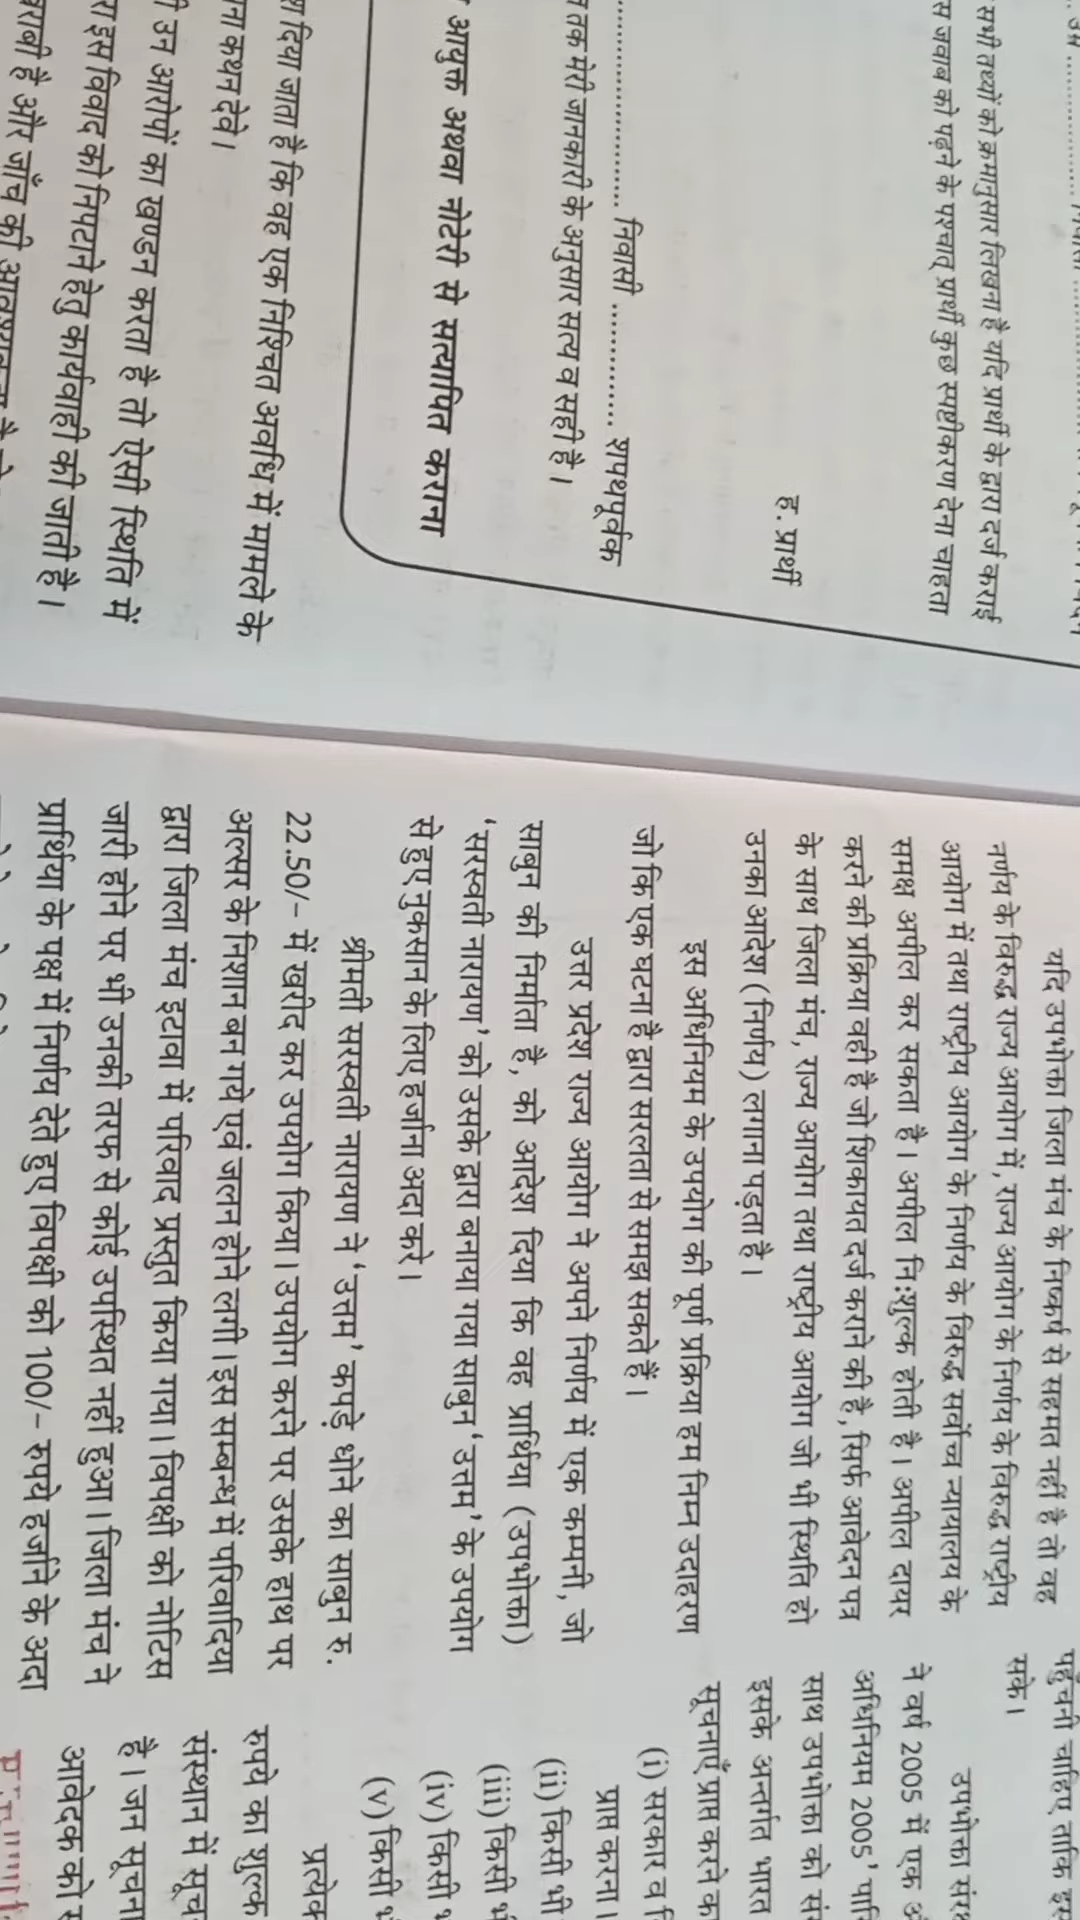 सभी तथ्यों को क्रमानुसार लिखना है यदि प्रार्थी के द्वारा दर्ज कराई
जवाब को पढ़ने के पश्चात् प्रार्थी कुछ स्पष्टीकरण देना चाहता
ह. प्रार्थी
निवासी ............ शपथपूर्वक
तक मेरी जानकारी के अनुसार सत्य व सही है।
आयुक्त अथवा नोटेरी से सत्यापित कराना
दिया जाता है कि वह एक निश्चित अवधि में मामले के
कथन देवे।
उन आरोपों का खण्डन करता है तो ऐसी स्थिति में
इस विवाद को निपटाने हेतु कार्यवाही की जाती है।
है और जाँच की
यदि उपभोक्ता जिला मंच के निष्कर्ष से सहमत नहीं है तो वह
निर्णय के विरुद्ध राज्य आयोग में, राज्य आयोग के निर्णय के विरुद्ध राष्ट्रीय
आयोग में तथा राष्ट्रीय आयोग के निर्णय के विरुद्ध सर्वोच्च न्यायालय के
समक्ष अपील कर सकता है। अपील नि:शुल्क होती है। अपील दायर
करने की प्रक्रिया वही है जो शिकायत दर्ज कराने की है, सिर्फ आवेदन पत्र
के साथ जिला मंच, राज्य आयोग तथा राष्ट्रीय आयोग जो भी स्थिति हो
उनका आदेश (निर्णय) लगाना पड़ता है।
इस अधिनियम के उपयोग की पूर्ण प्रक्रिया हम निम्न उदाहरण
जो कि एक घटना है द्वारा सरलता से समझ सकते हैं।
उत्तर प्रदेश राज्य आयोग ने अपने निर्णय में एक कम्पनी, जो
साबुन की निर्माता है, को आदेश दिया कि वह प्रार्थिया (उपभोक्ता)
‘सरस्वती नारायण’ को उसके द्वारा बनाया गया साबुन ‘उत्तम’ के उपयोग
से हुए नुकसान के लिए हर्जाना अदा करे।
श्रीमती सरस्वती नारायण ने ‘उत्तम’ कपड़े धोने का साबुन रु.
22.50/- में खरीद कर उपयोग किया। उपयोग करने पर उसके हाथ पर
अल्सर के निशान बन गये एवं जलन होने लगी। इस सम्बन्ध में परिवादिया
द्वारा जिला मंच इटावा में परिवाद प्रस्तुत किया गया। विपक्षी को नोटिस
जारी होने पर भी उनकी तरफ से कोई उपस्थित नहीं हुआ। जिला मंच ने
प्रार्थिया के पक्ष में निर्णय देते हुए विपक्षी को 100/- रुपये हर्जाने के अदा
पहुँचनी चाहिए ताकि
सके।
उपभोक्ता
ने वर्ष 2005 में एक
अधिनियम 2005’
साथ उपभोक्ता को
इसके अन्तर्गत भारत
सूचनाएँ प्राप्त करने
(i) सरकार व
प्राप्त करना।
(ii) किसी भी
(iii) किसी
(iv) किसी
(v) किसी
प्रत्येक
रुपये का शुल्क
संस्थान में
है। जन सूचना
आवेदक को